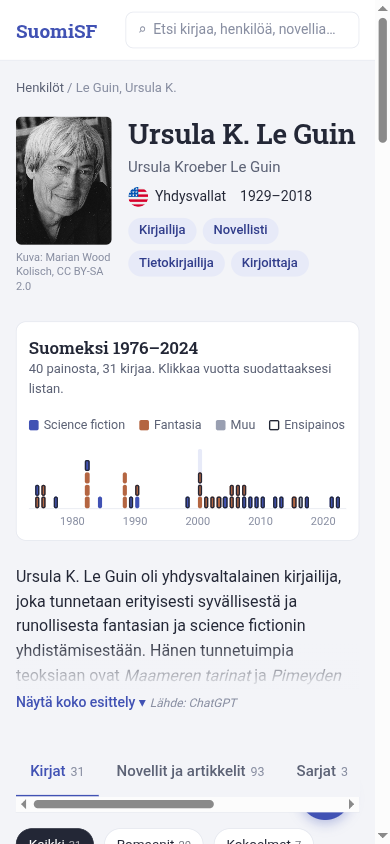 SuomiSF
Etsi kirjaa, henkilöä, novellia…
Henkilöt / Le Guin, Ursula K.
Ursula K. Le Guin
Ursula Kroeber Le Guin
Yhdysvallat 1929–2018
Kirjailija Novellisti
Tietokirjailija Kirjoittaja
Kuva: Marian Wood
Kolisch, CC BY-SA
2.0
Suomeksi 1976–2024
40 painosta, 31 kirjaa. Klikkaa vuotta suodattaaksesi
listan.
Science fiction Fantasia Muu Ensipainos
1980 1990 2000 2010 2020
Ursula K. Le Guin oli yhdysvaltalainen kirjailija,
joka tunnetaan erityisesti syvällisestä ja
runollisesta fantasian ja science fictionin
yhdistämisestään. Hänen tunnetuimpia
teoksiaan ovat Maameren tarinat ja Pimeyden
Näytä koko esittely ▾ Lähde: ChatGPT
Kirjat 31 Novellit ja artikkelit 93 Sarjat 3
Kaikki 31 Romaanit Kokoelmat 7